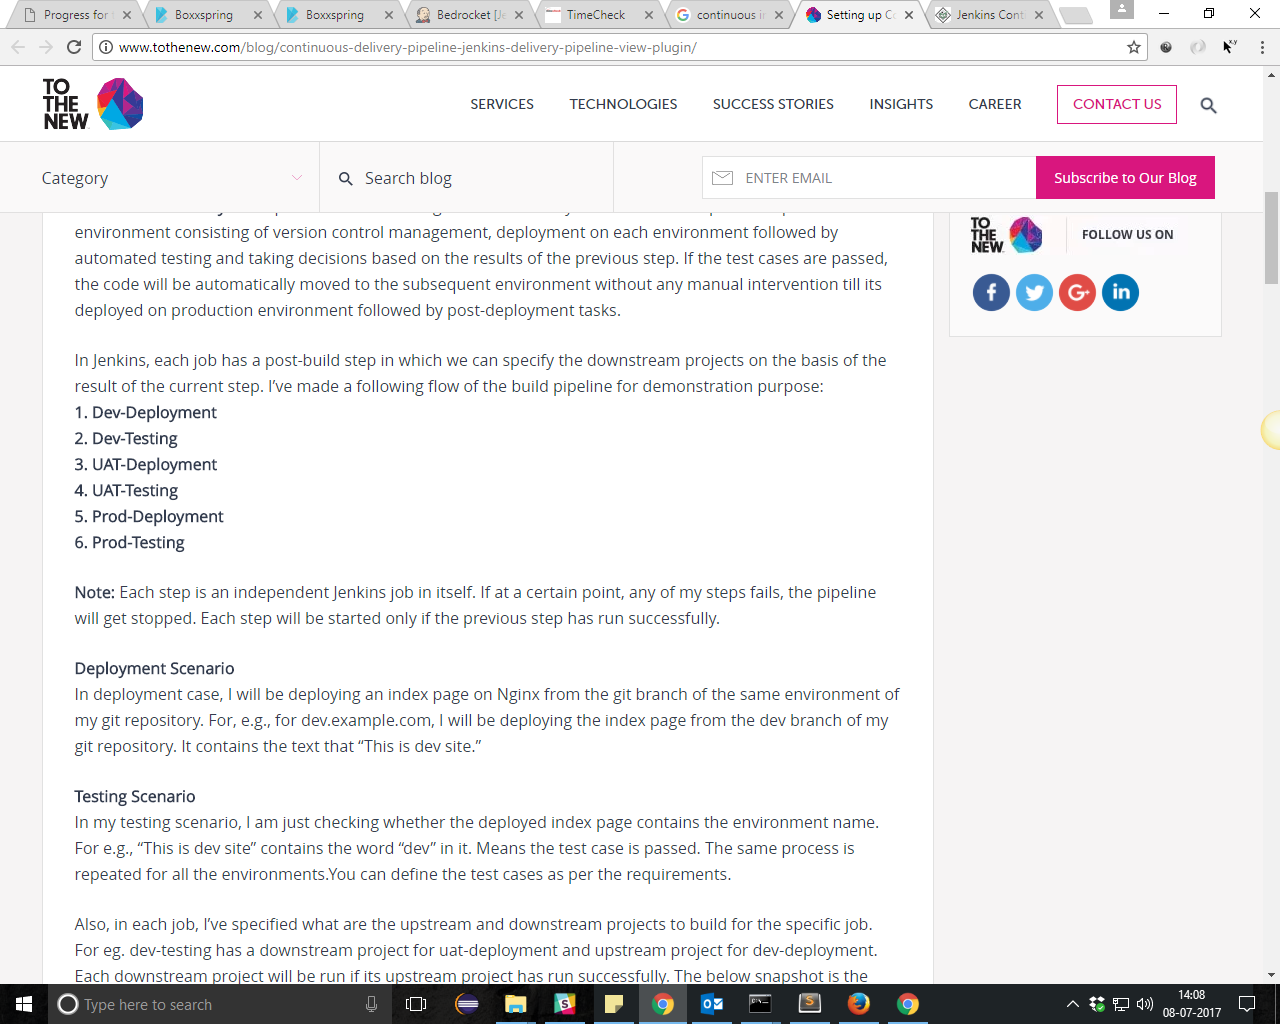 Progress for
Boxxspring
Boxxspring
Bedrocket [Je
TimeCheck
continuous in
Setting up Co
Jenkins Cont
www.tothenew.com/blog/continuous-delivery-pipeline-jenkins-delivery-pipeline-view-plugin/
TO THE NEW
SERVICES
TECHNOLOGIES
SUCCESS STORIES
INSIGHTS
CAREER
CONTACT US
Category
Search blog
ENTER EMAIL
Subscribe to Our Blog
environment consisting of version control management, deployment on each environment followed by
automated testing and taking decisions based on the results of the previous step. If the test cases are passed,
the code will be automatically moved to the subsequent environment without any manual intervention till its
deployed on production environment followed by post-deployment tasks.
In Jenkins, each job has a post-build step in which we can specify the downstream projects on the basis of the
result of the current step. I’ve made a following flow of the build pipeline for demonstration purpose:
1. Dev-Deployment
2. Dev-Testing
3. UAT-Deployment
4. UAT-Testing
5. Prod-Deployment
6. Prod-Testing
Note: Each step is an independent Jenkins job in itself. If at a certain point, any of my steps fails, the pipeline
will get stopped. Each step will be started only if the previous step has run successfully.
Deployment Scenario
In deployment case, I will be deploying an index page on Nginx from the git branch of the same environment of
my git repository. For, e.g., for dev.example.com, I will be deploying the index page from the dev branch of my
git repository. It contains the text that “This is dev site.”
Testing Scenario
In my testing scenario, I am just checking whether the deployed index page contains the environment name.
For e.g., “This is dev site” contains the word “dev” in it. Means the test case is passed. The same process is
repeated for all the environments.You can define the test cases as per the requirements.
Also, in each job, I’ve specified what are the upstream and downstream projects to build for the specific job.
For eg. dev-testing has a downstream project for uat-deployment and upstream project for dev-deployment.
Each downstream project will be run if its upstream project has run successfully. The below snapshot is the
TO THE NEW
FOLLOW US ON
Type here to search
14:08
08-07-2017